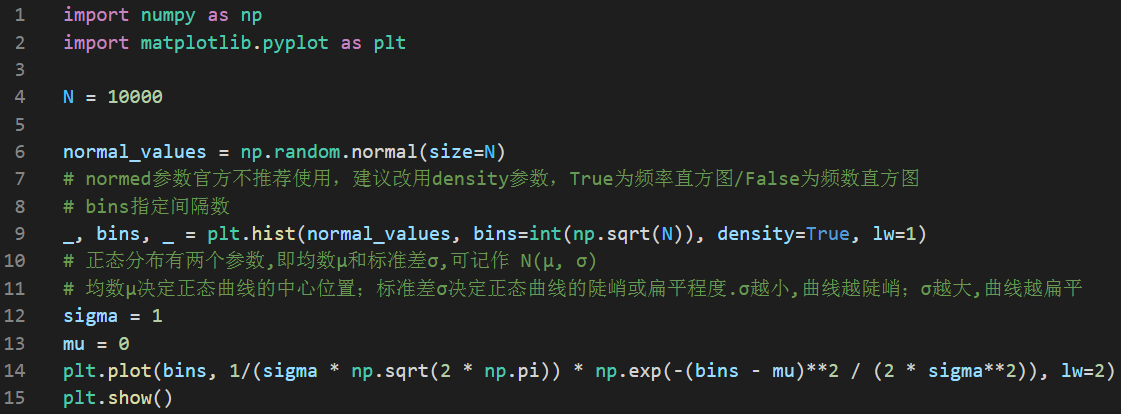 1 import numpy as np
2 import matplotlib.pyplot as plt
3
4 N = 10000
5
6 normal_values = np.random.normal(size=N)
7 # normed参数官方不推荐使用，建议改用density参数，True为频率直方图/False为频数直方图
8 # bins指定间隔数
9 _, bins, _ = plt.hist(normal_values, bins=int(np.sqrt(N)), density=True, lw=1)
10 # 正态分布有两个参数,即均数μ和标准差σ,可记作 N(μ, σ)
11 # 均数μ决定正态曲线的中心位置；标准差σ决定正态曲线的陡峭或扁平程度.σ越小,曲线越陡峭；σ越大,曲线越扁平
12 sigma = 1
13 mu = 0
14 plt.plot(bins, 1/(sigma * np.sqrt(2 * np.pi)) * np.exp(-(bins - mu)**2 / (2 * sigma**2)), lw=2)
15 plt.show()